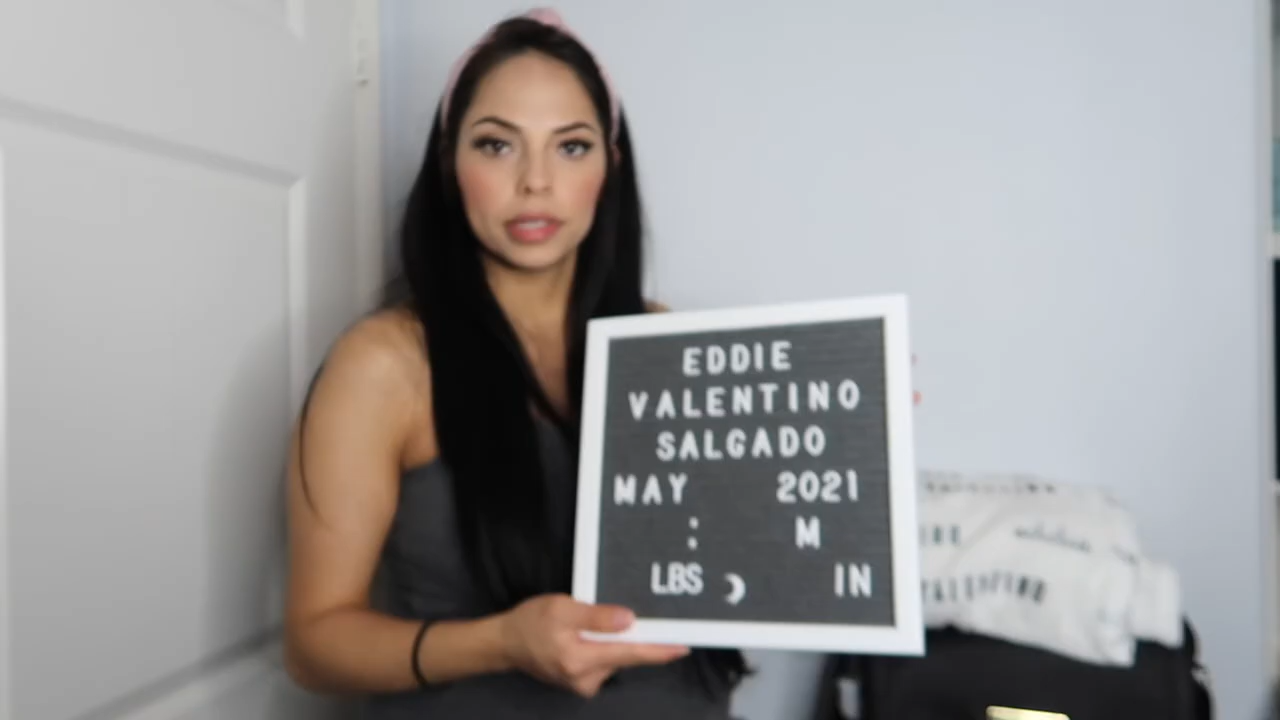 EDDIE
VALENTINO
SALGADO
MAY 2021
: M
LBS IN